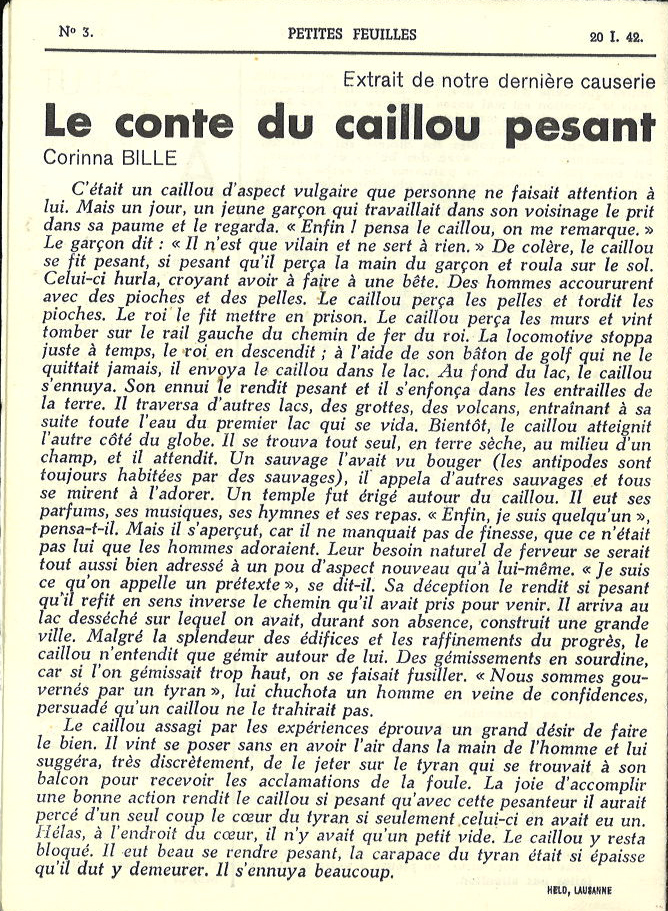 Nº 3.
PETITES FEUILLES
20 I. 42.
Extrait de notre dernière causerie
Le conte du caillou pesant
Corinna BILLE
C'était un caillou d'aspect vulgaire que personne ne faisait attention à
lui. Mais un jour, un jeune garçon qui travaillait dans son voisinage le prit
dans sa paume et le regarda. « Enfin ! pensa le caillou, on me remarque. »
Le garçon dit : « Il n'est que vilain et ne sert à rien. » De colère, le caillou
se fit pesant, si pesant qu'il perça la main du garçon et roula sur le sol.
Celui-ci hurla, croyant avoir à faire à une bête. Des hommes accoururent
avec des pioches et des pelles. Le caillou perça les pelles et tordit les
pioches. Le roi le fit mettre en prison. Le caillou perça les murs et vint
tomber sur le rail gauche du chemin de fer du roi. La locomotive stoppa
juste à temps, le roi en descendit ; à l'aide de son bâton de golf qui ne le
quittait jamais, il envoya le caillou dans le lac. Au fond du lac, le caillou
s'ennuya. Son ennui le rendit pesant et il s'enfonça dans les entrailles de
la terre. Il traversa d'autres lacs, des grottes, des volcans, entraînant à sa
suite toute l'eau du premier lac qui se vida. Bientôt, le caillou atteignit
l'autre côté du globe. Il se trouva tout seul, en terre sèche, au milieu d'un
champ, et il attendit. Un sauvage l'avait vu bouger (les antipodes sont
toujours habitées par des sauvages), il appela d'autres sauvages et tous
se mirent à l'adorer. Un temple fut érigé autour du caillou. Il eut ses
parfums, ses musiques, ses hymnes et ses repas. « Enfin, je suis quelqu'un »,
pensa-t-il. Mais il s'aperçut, car il ne manquait pas de finesse, que ce n'était
pas lui que les hommes adoraient. Leur besoin naturel de ferveur se serait
tout aussi bien adressé à un pou d'aspect nouveau qu'à lui-même. « Je suis
ce qu'on appelle un prétexte », se dit-il. Sa déception le rendit si pesant
qu'il refit en sens inverse le chemin qu'il avait pris pour venir. Il arriva au
lac desséché sur lequel on avait, durant son absence, construit une grande
ville. Malgré la splendeur des édifices et les raffinements du progrès, le
caillou n'entendit que gémir autour de lui. Des gémissements en sourdine,
car si l'on gémissait trop haut, on se faisait fusiller. « Nous sommes gou-
vernés par un tyran », lui chuchota un homme en veine de confidences,
persuadé qu'un caillou ne le trahirait pas.
Le caillou assagi par les expériences éprouva un grand désir de faire
le bien. Il vint se poser sans en avoir l'air dans la main de l'homme et lui
suggéra, très discrètement, de le jeter sur le tyran qui se trouvait à son
balcon pour recevoir les acclamations de la foule. La joie d'accomplir
une bonne action rendit le caillou si pesant qu'avec cette pesanteur il aurait
percé d'un seul coup le cœur du tyran si seulement celui-ci en avait eu un.
Hélas, à l'endroit du cœur, il n'y avait qu'un petit vide. Le caillou y resta
bloqué. Il eut beau se rendre pesant, la carapace du tyran était si épaisse
qu'il dut y demeurer. Il s'ennuya beaucoup.
HELD, LAUSANNE